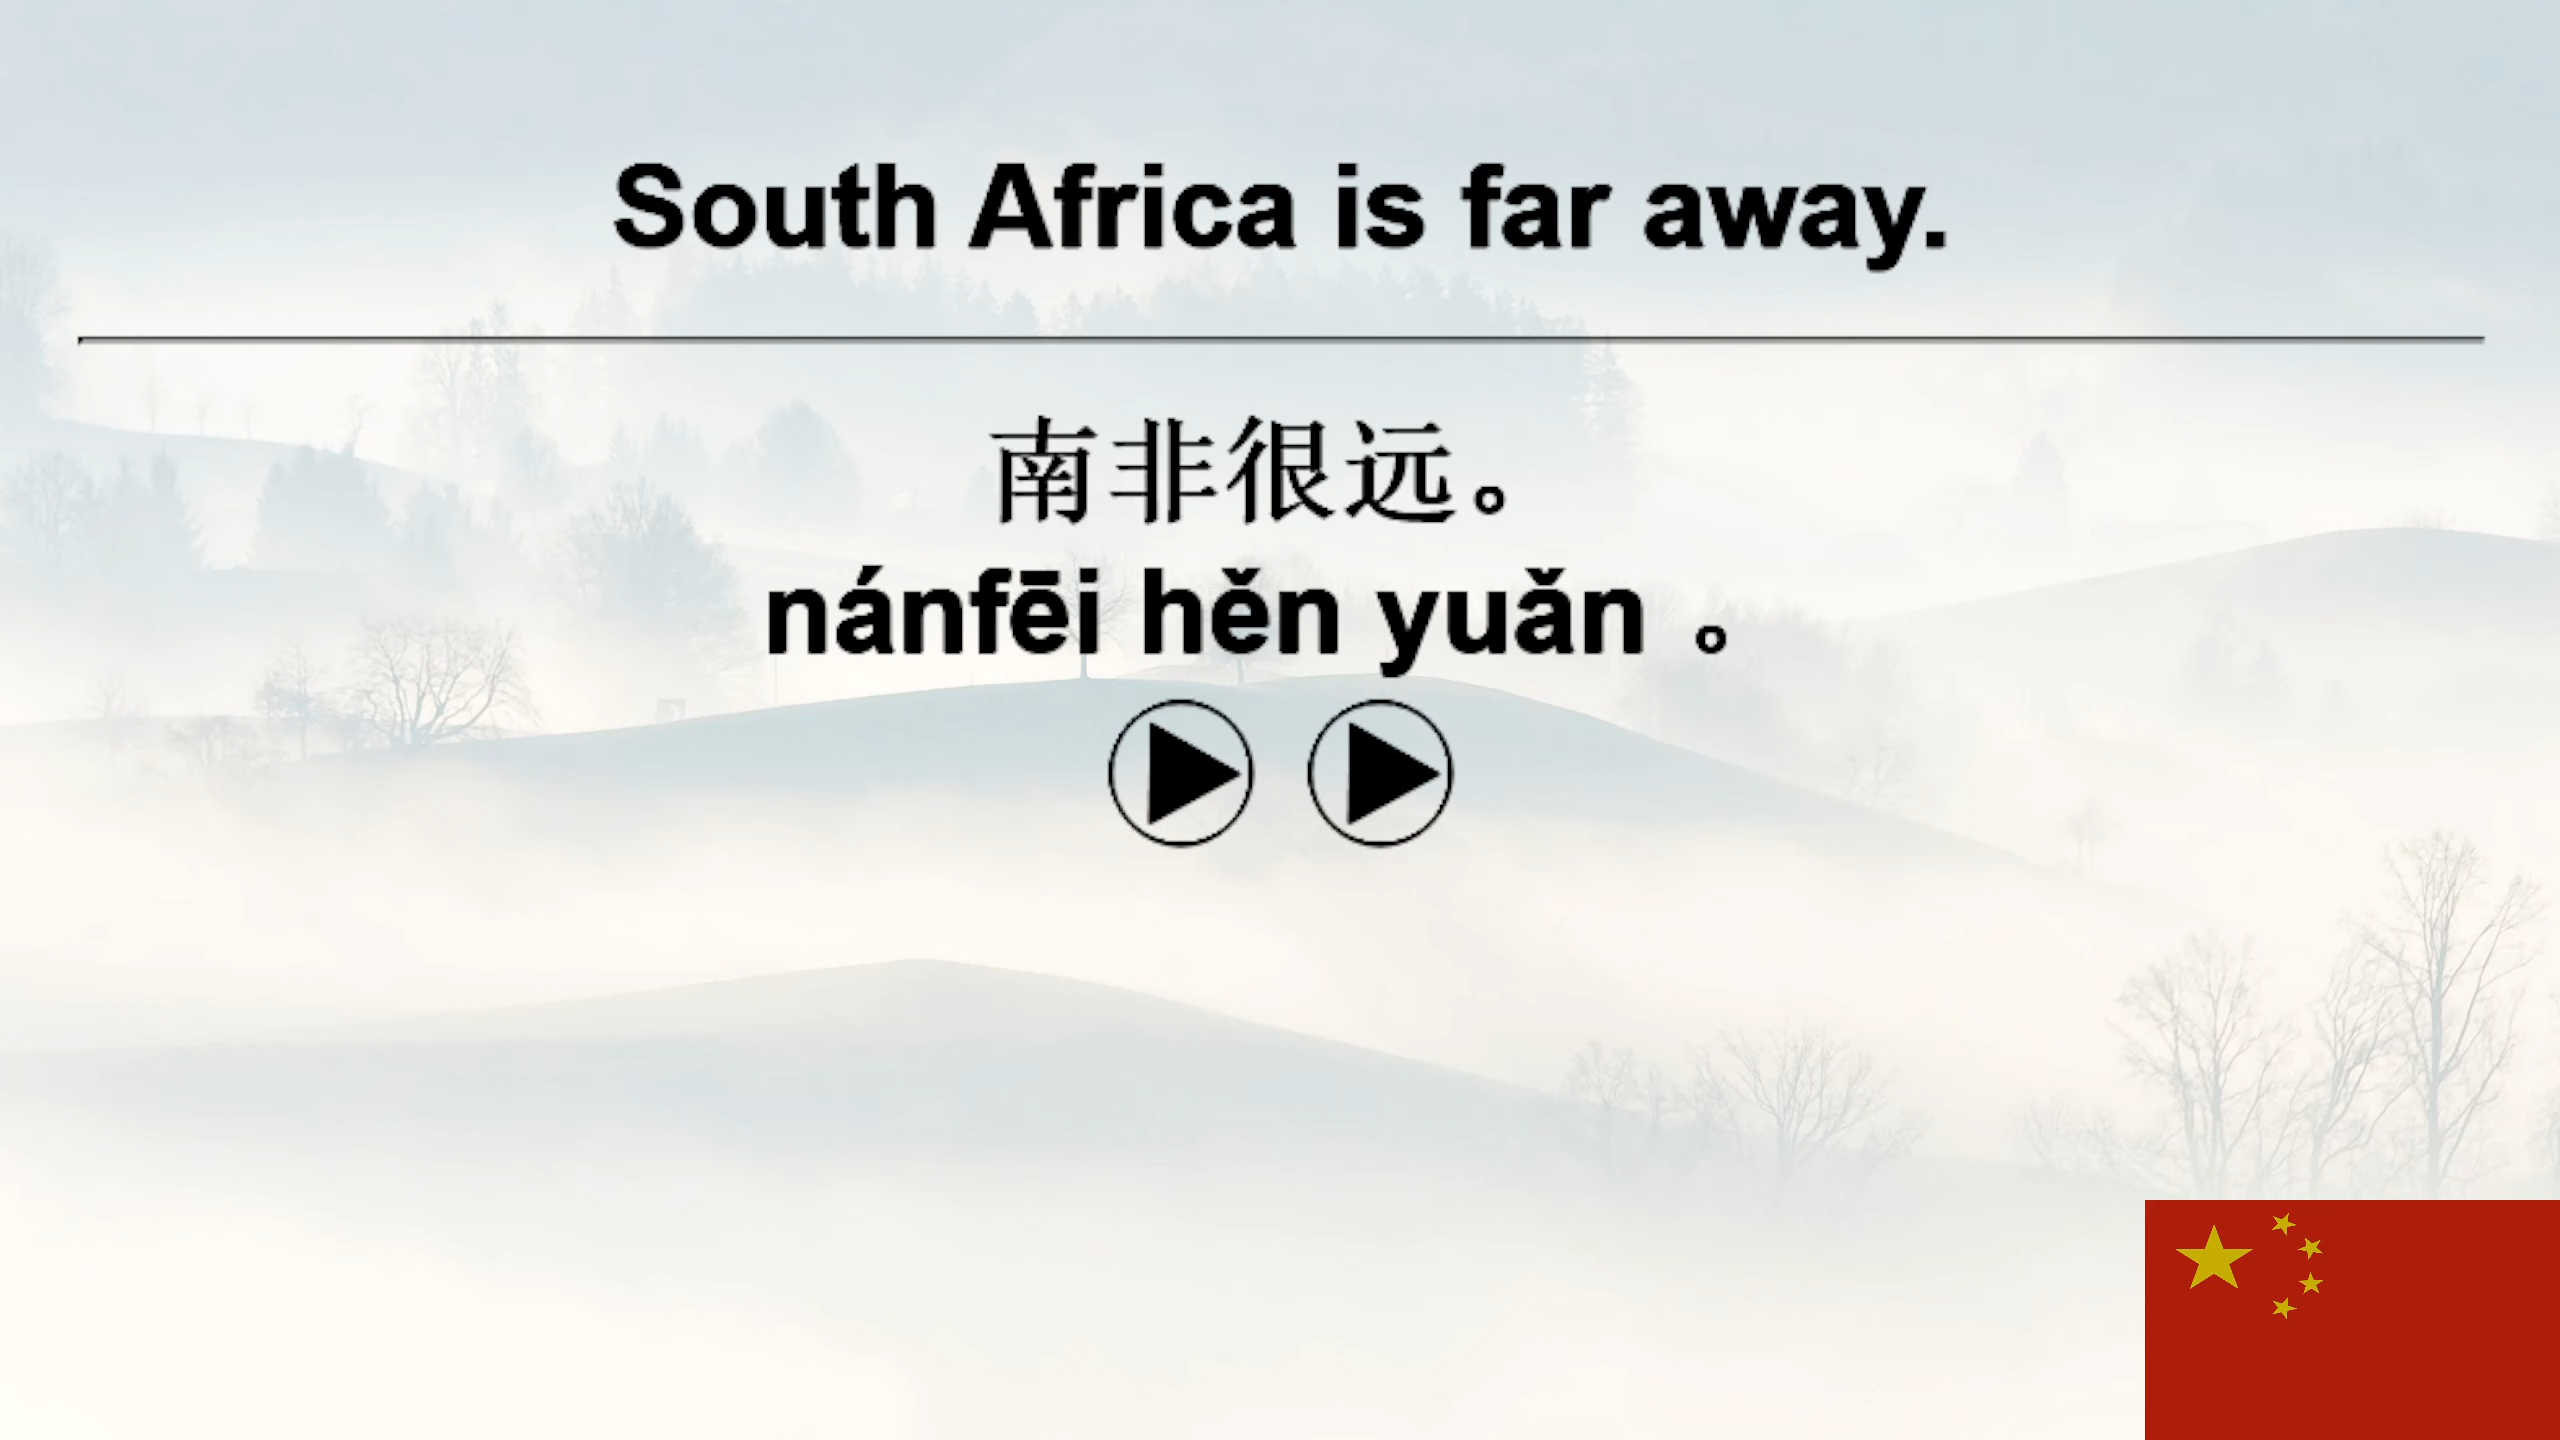 South Africa is far away.
南非很远。
nánfēi hěn yuǎn 。